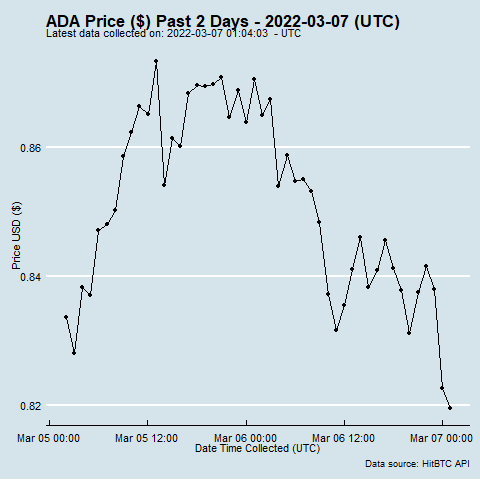 ADA Price ($) Past 2 Days - 2022-03-07 (UTC)
Latest data collected on: 2022-03-07 01:04:03 - UTC
Price USD ($)
0.86
0.84
0.82
Mar 05 00:00 Mar 05 12:00 Mar 06 00:00 Mar 06 12:00 Mar 07 00:00
Date Time Collected (UTC)
Data source: HitBTC API